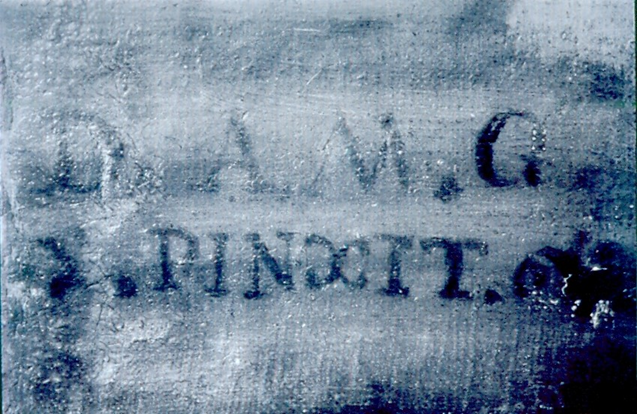 D. A. M. G
. PINXIT.